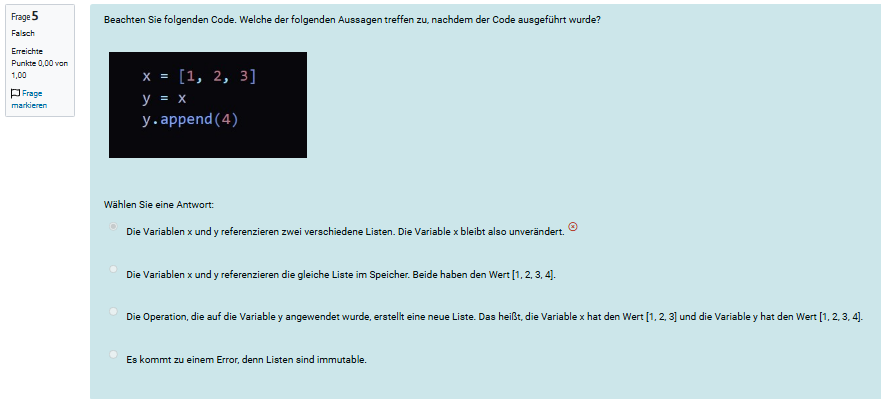 Frage 5
Falsch
Erreichte
Punkte 0,00 von
1,00
Frage
markieren
Beachten Sie folgenden Code. Welche der folgenden Aussagen treffen zu, nachdem der Code ausgeführt wurde?
x = [1, 2, 3]
y = x
y.append(4)
Wählen Sie eine Antwort:
Die Variablen x und y referenzieren zwei verschiedene Listen. Die Variable x bleibt also unverändert.
Die Variablen x und y referenzieren die gleiche Liste im Speicher. Beide haben den Wert [1, 2, 3, 4].
Die Operation, die auf die Variable y angewendet wurde, erstellt eine neue Liste. Das heißt, die Variable x hat den Wert [1, 2, 3] und die Variable y hat den Wert [1, 2, 3, 4].
Es kommt zu einem Error, denn Listen sind immutable.